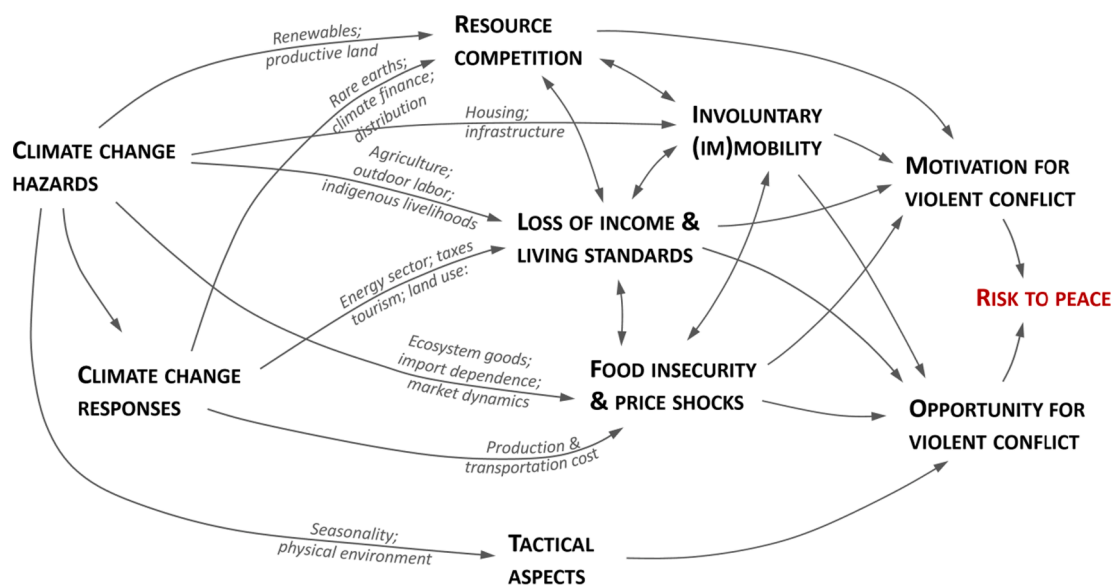 RESOURCE
COMPETITION
Renewables;
productive land
Rare earths;
climate finance;
distribution
Housing;
infrastructure
INVOLUNTARY
(IM)MOBILITY
CLIMATE CHANGE
HAZARDS
Agriculture;
outdoor labor;
indigenous livelihoods
MOTIVATION FOR
VIOLENT CONFLICT
LOSS OF INCOME &
LIVING STANDARDS
Energy sector; taxes
tourism; land use:
RISK TO PEACE
Ecosystem goods;
import dependence;
market dynamics
CLIMATE CHANGE
RESPONSES
FOOD INSECURITY
& PRICE SHOCKS
OPPORTUNITY FOR
VIOLENT CONFLICT
Production &
transportation cost
Seasonality;
physical environment
TACTICAL
ASPECTS